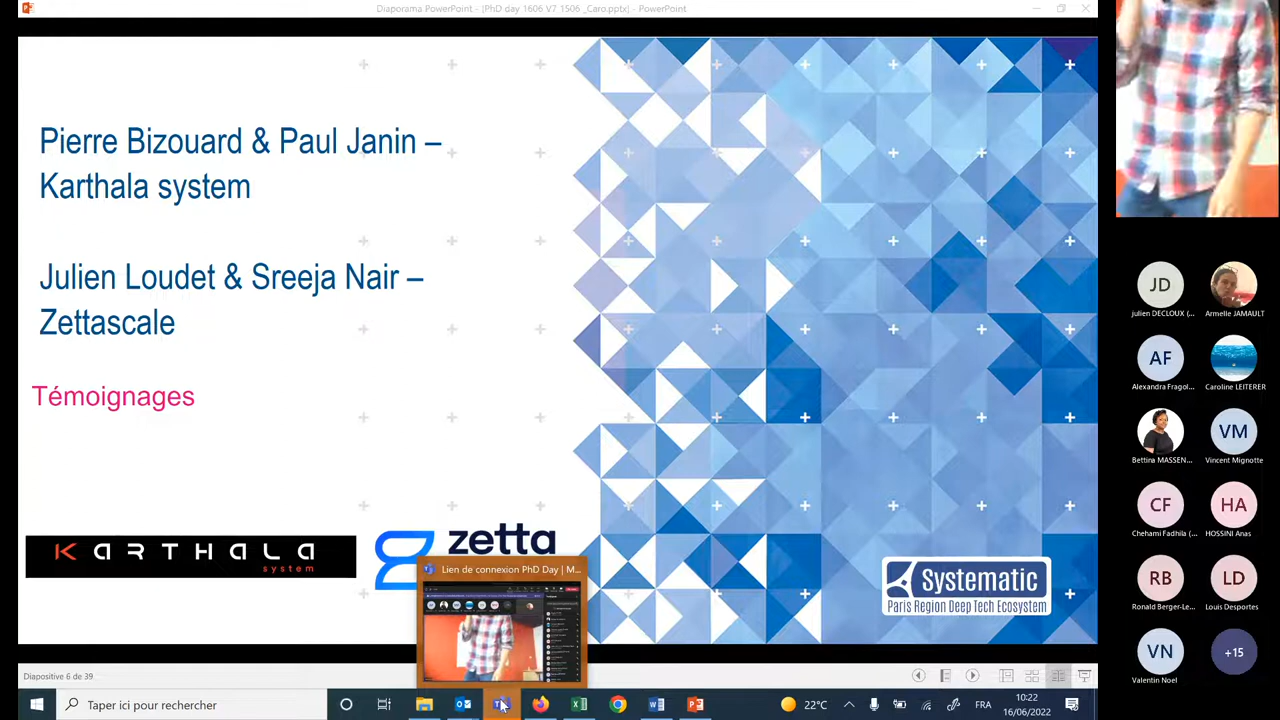 Diaporama PowerPoint - [PhD day 1606 V7 1506 _Caro.pptx] - PowerPoint
Pierre Bizouard & Paul Janin –
Karthala system
Julien Loudet & Sreeja Nair –
Zettascale
Témoignages
KARTHALA
system
zetta
Lien de connexion PhD Day | M...
Systematic
Paris Region Deep Tech Ecosystem
JD
julien DECLOUX (...
Armelle JAMAULT
AF
Alexandra Fragol...
Caroline LEITERER
Bettina MASSEN...
VM
Vincent Mignotte
CF
Chehami Fadhila (...
HA
HOSSINI Anas
RB
Ronald Berger-Le...
LD
Louis Desportes
VN
Valentin Noel
+15
Diapositive 6 de 39
Taper ici pour rechercher
22°C
FRA
10:22
16/06/2022